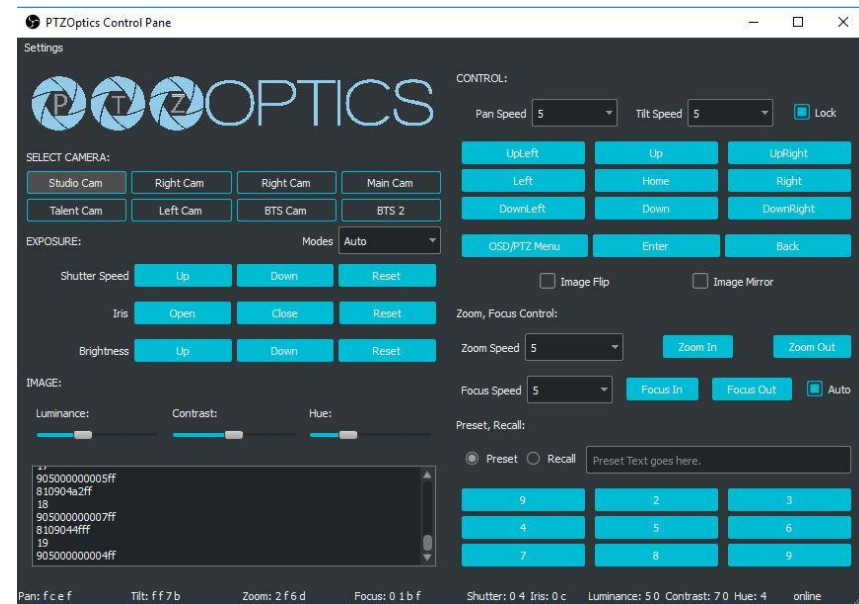 PTZOptics Control Pane
Settings
PTZOPTICS
SELECT CAMERA:
Studio Cam Right Cam Right Cam Main Cam
Talent Cam Left Cam BTS Cam BTS 2
EXPOSURE: Modes Auto
Shutter Speed Up Down Reset
Iris Open Close Reset
Brightness Up Down Reset
IMAGE:
Luminance: Contrast: Hue:
17
905000000005ff
810904a2ff
18
905000000007ff
8109044fff
19
905000000004ff
CONTROL:
Pan Speed 5 Tilt Speed 5 Lock
UpLeft Up UpRight
Left Home Right
DownLeft Down DownRight
OSD/PTZ Menu Enter Back
Image Flip Image Mirror
Zoom, Focus Control:
Zoom Speed 5 Zoom In Zoom Out
Focus Speed 5 Focus In Focus Out Auto
Preset, Recall:
Preset Recall Preset Text goes here.
9 2 3
4 5 6
7 8 9
Pan: f c e f Tilt: f f 7 b Zoom: 2 f 6 d Focus: 0 1 b f Shutter: 0 4 Iris: 0 c Luminance: 5 0 Contrast: 7 0 Hue: 4 online